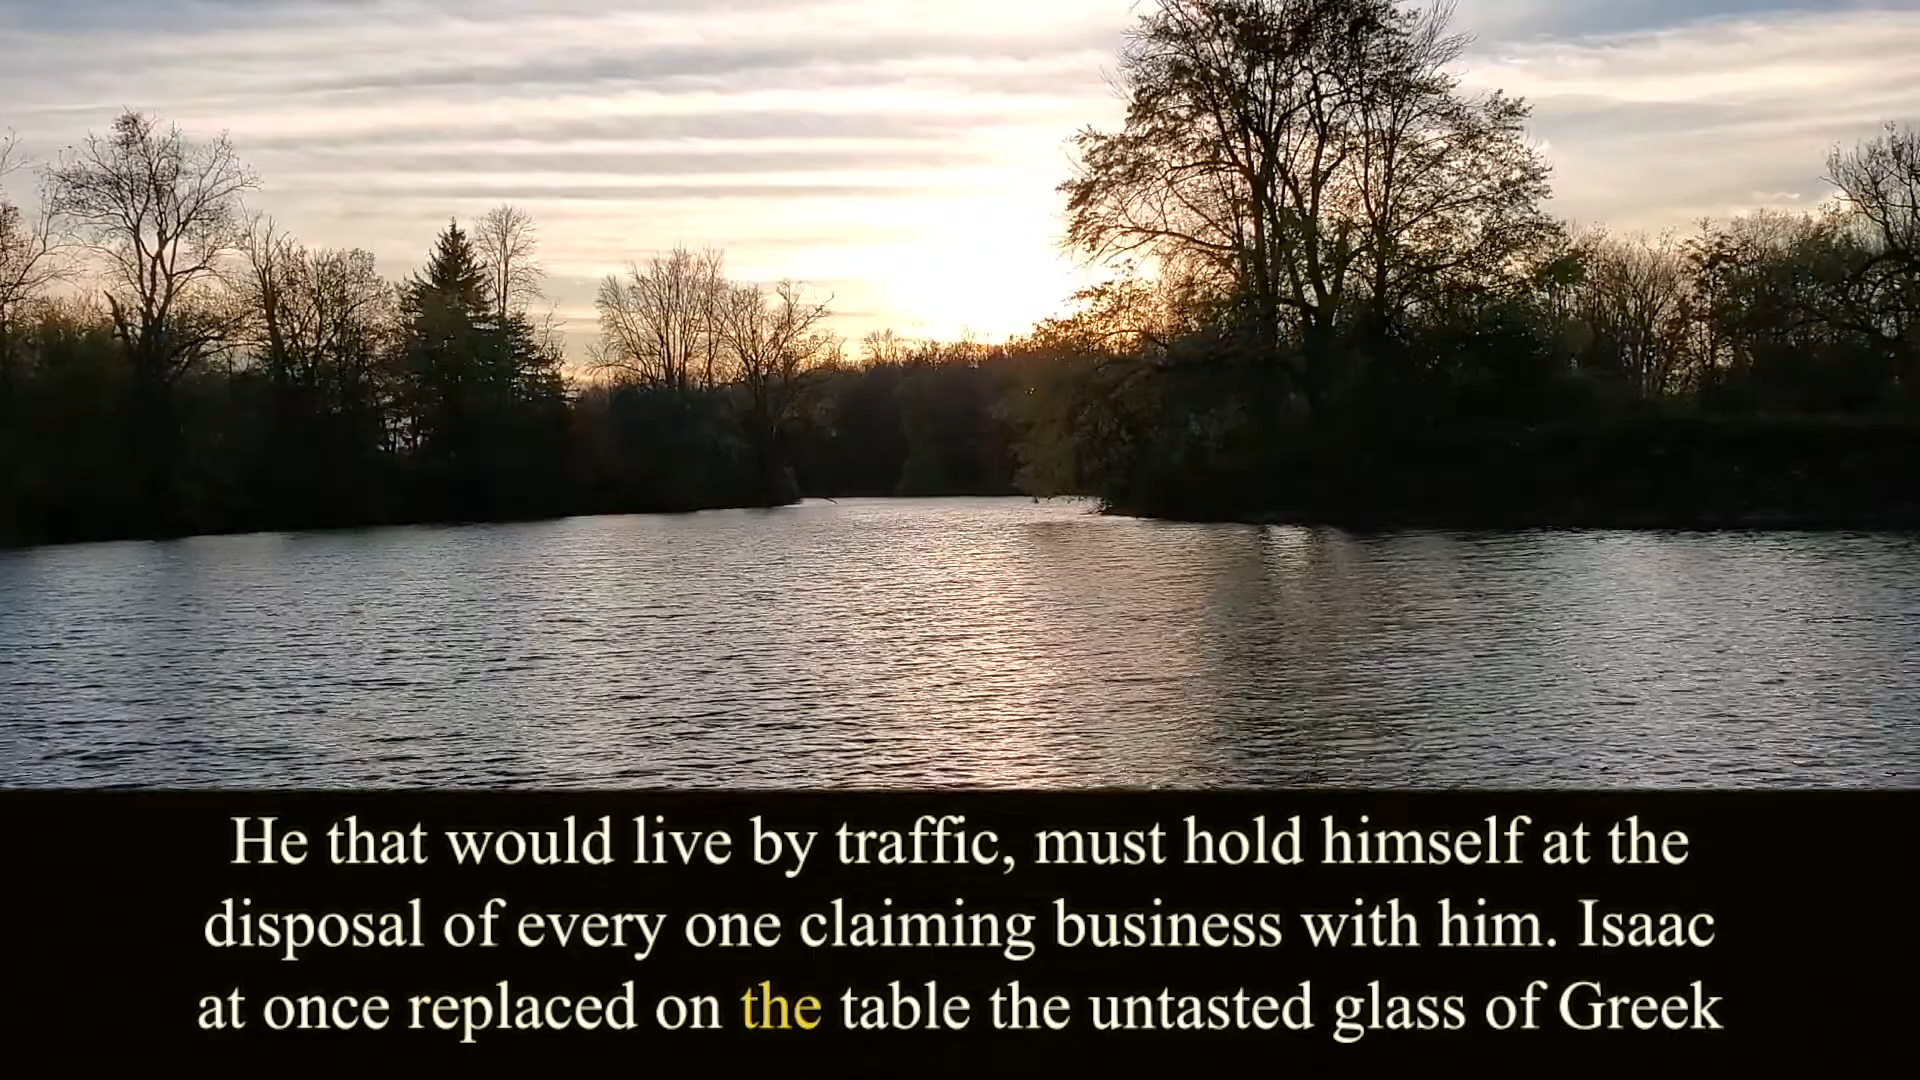 He that would live by traffic, must hold himself at the
disposal of every one claiming business with him. Isaac
at once replaced on the table the untasted glass of Greek